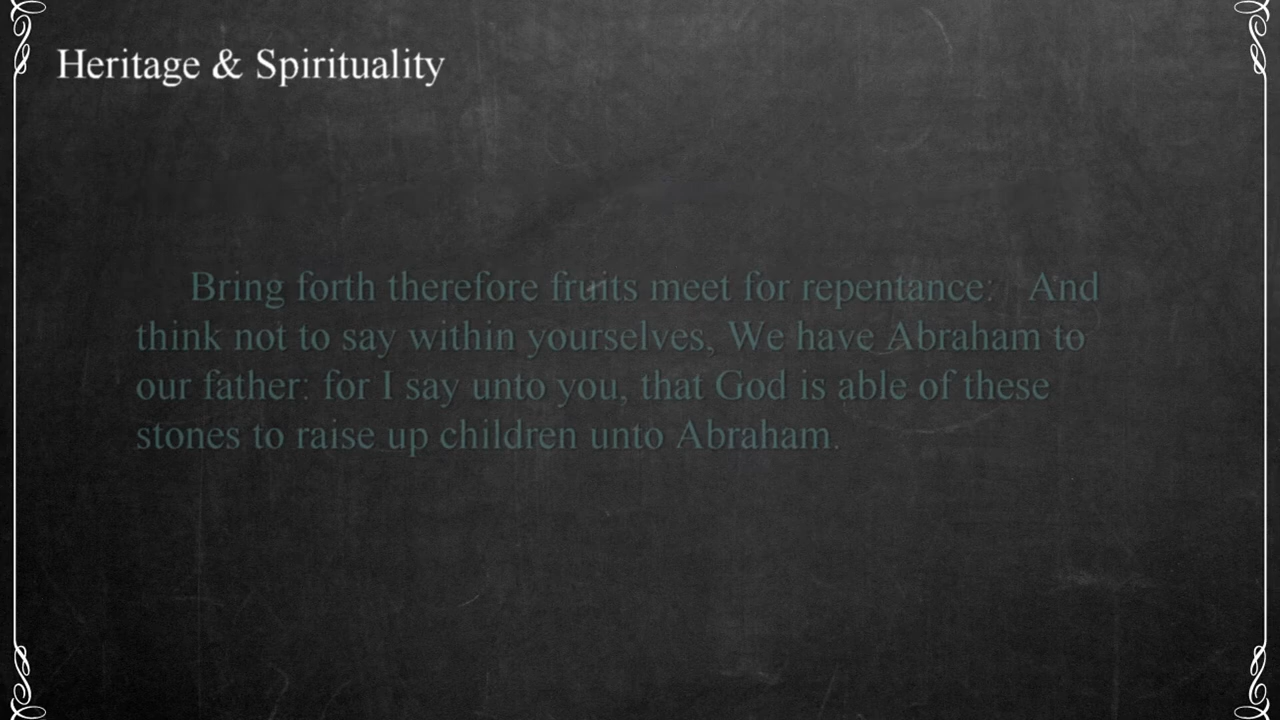 Heritage & Spirituality
Bring forth therefore fruits meet for repentance: And
think not to say within yourselves, We have Abraham to
our father: for I say unto you, that God is able of these
stones to raise up children unto Abraham.